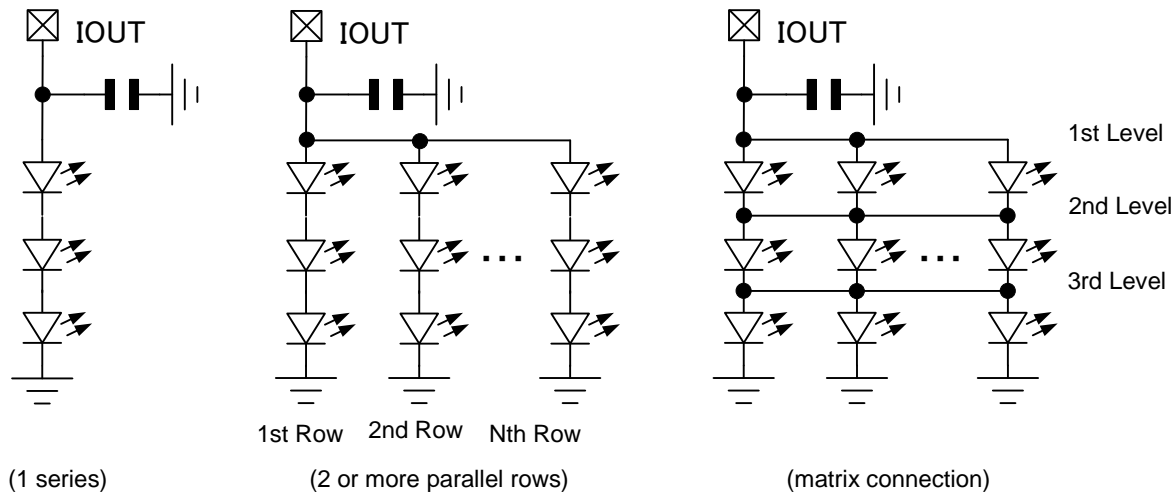 IOUT
IOUT
IOUT
1st Level
2nd Level
3rd Level
...
...
1st Row
2nd Row
Nth Row
(1 series)
(2 or more parallel rows)
(matrix connection)